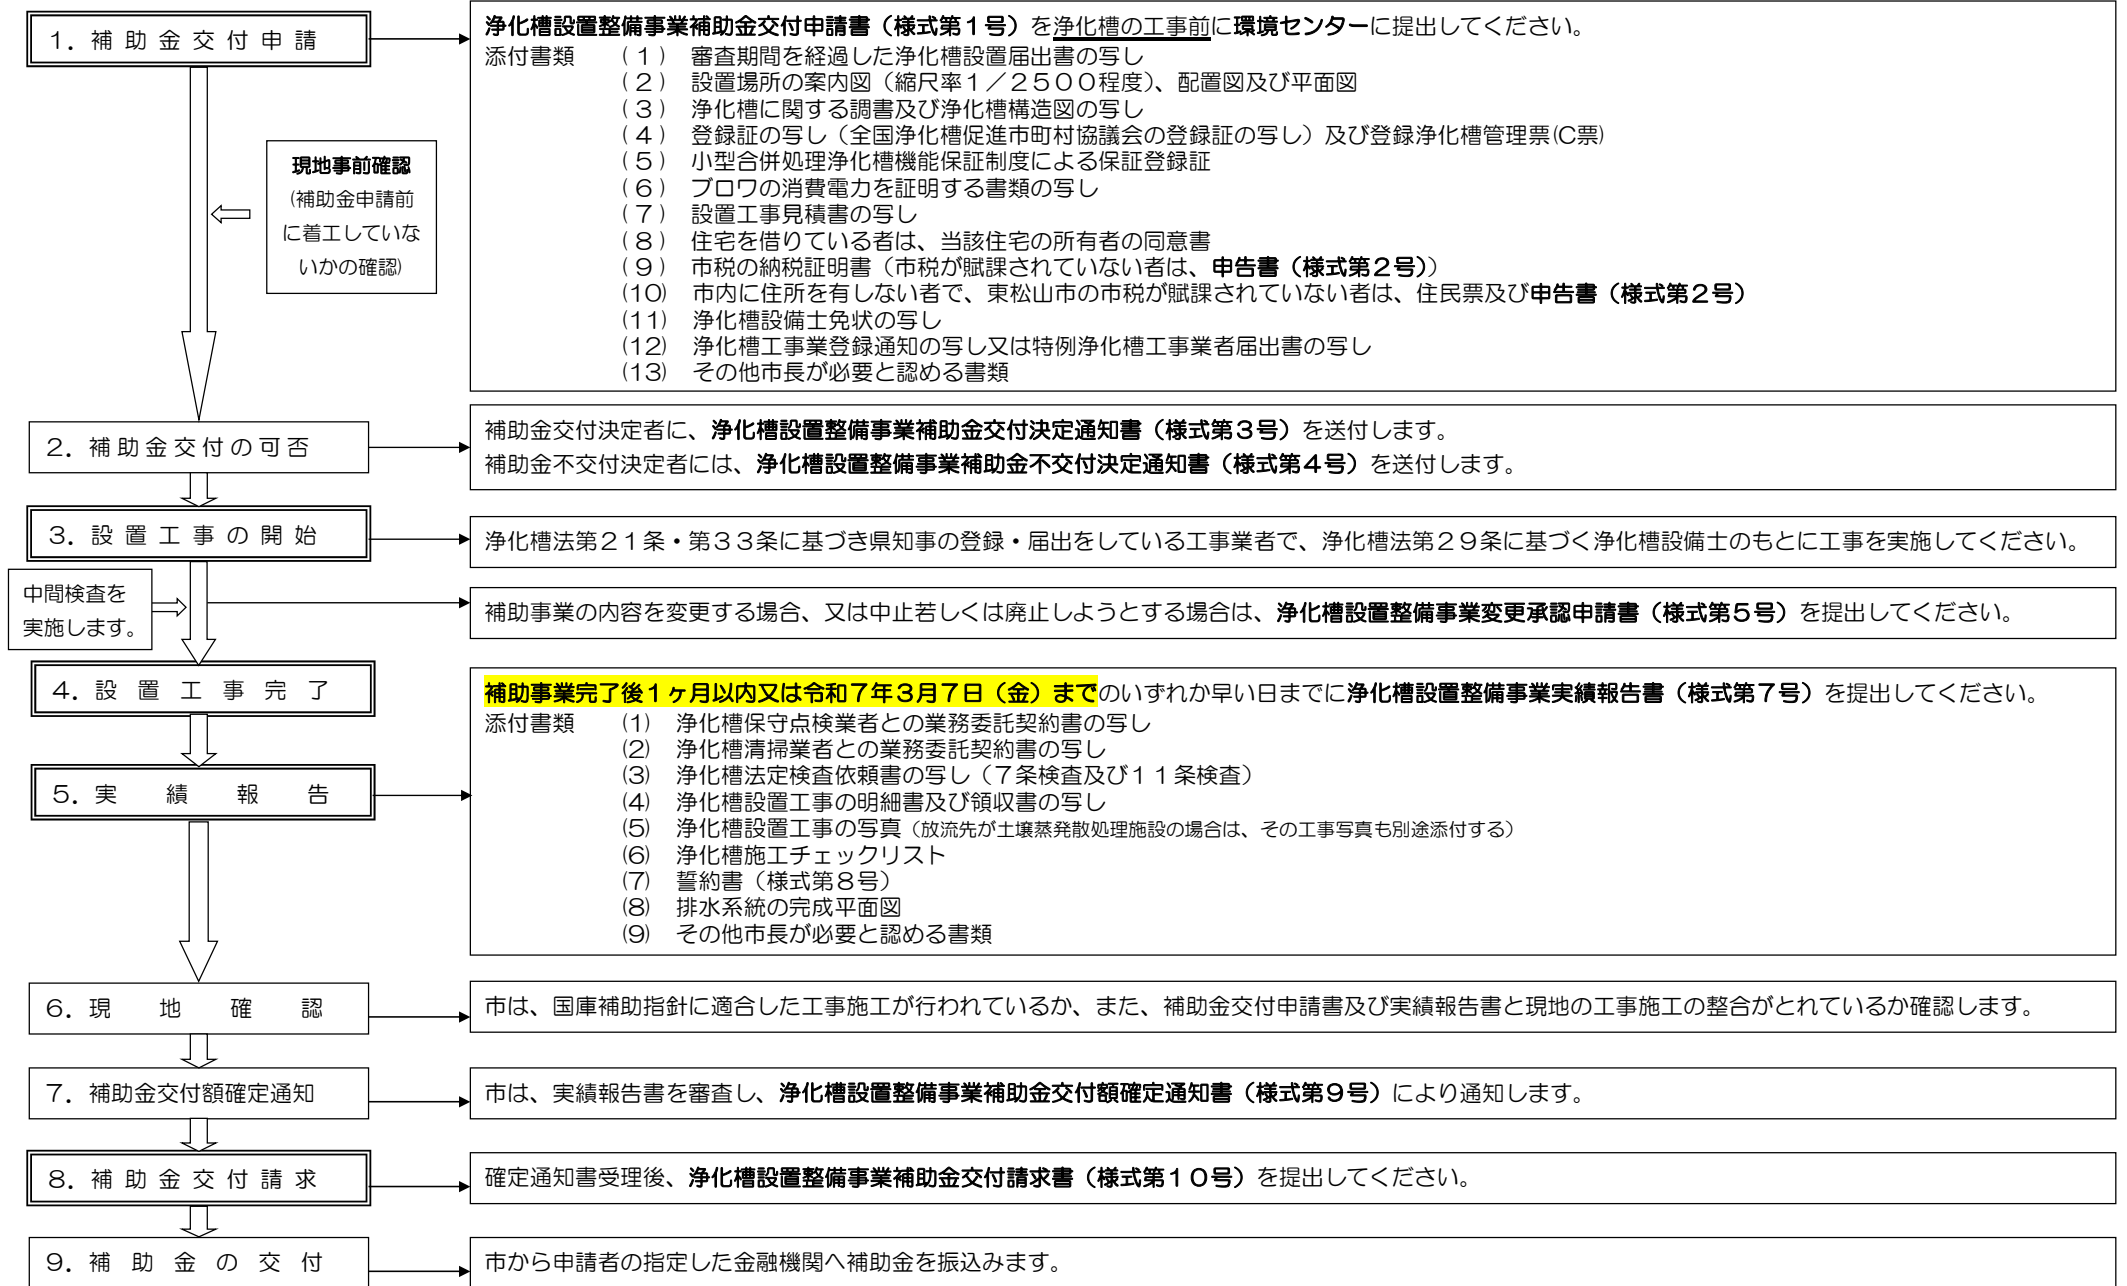 1．補助金交付申請
浄化槽設置整備事業補助金交付申請書（様式第１号）を浄化槽の工事前に環境センターに提出してください。
添付書類　(１)　審査期間を経過した浄化槽設置届出書の写し
(２)　設置場所の案内図（縮尺率１／２５００程度）、配置図及び平面図
(３)　浄化槽に関する調書及び浄化槽構造図の写し
(４)　登録証の写し（全国浄化槽促進市町村協議会の登録証の写し）及び登録浄化槽管理票(C票)
(５)　小型合併処理浄化槽機能保証制度による保証登録証
(６)　ブロワの消費電力を証明する書類の写し
(７)　設置工事見積書の写し
(８)　住宅を借りている者は、当該住宅の所有者の同意書
(９)　市税の納税証明書（市税が賦課されていない者は、申告書（様式第２号））
(10)　市内に住所を有しない者で、東松山市の市税が賦課されていない者は、住民票及び申告書（様式第２号）
(11)　浄化槽設備士免状の写し
(12)　浄化槽工事業登録通知の写し又は特例浄化槽工事業者届出書の写し
(13)　その他市長が必要と認める書類
現地事前確認
(補助金申請前
に着工していな
いかの確認)
2．補助金交付の可否
補助金交付決定者に、浄化槽設置整備事業補助金交付決定通知書（様式第３号）を送付します。
補助金不交付決定者には、浄化槽設置整備事業補助金不交付決定通知書（様式第４号）を送付します。
3．設置工事の開始
浄化槽法第２１条・第３３条に基づき県知事の登録・届出をしている工事業者で、浄化槽法第２９条に基づく浄化槽設備士のもとに工事を実施してください。
中間検査を
実施します。
補助事業の内容を変更する場合、又は中止若しくは廃止しようとする場合は、浄化槽設置整備事業変更承認申請書（様式第５号）を提出してください。
4．設置工事完了
補助事業完了後１ヶ月以内又は令和７年３月７日（金）までのいずれか早い日までに浄化槽設置整備事業実績報告書（様式第７号）を提出してください。
添付書類　(1)　浄化槽保守点検業者との業務委託契約書の写し
(2)　浄化槽清掃業者との業務委託契約書の写し
(3)　浄化槽法定検査依頼書の写し（７条検査及び１１条検査）
(4)　浄化槽設置工事の明細書及び領収書の写し
(5)　浄化槽設置工事の写真（放流先が土壌蒸発散処理施設の場合は、その工事写真も別途添付する）
(6)　浄化槽施工チェックリスト
(7)　誓約書（様式第８号）
(8)　排水系統の完成平面図
(9)　その他市長が必要と認める書類
5．実績報告
6．現地確認
市は、国庫補助指針に適合した工事施工が行われているか、また、補助金交付申請書及び実績報告書と現地の工事施工の整合がとれているか確認します。
7．補助金交付額確定通知
市は、実績報告書を審査し、浄化槽設置整備事業補助金交付額確定通知書（様式第９号）により通知します。
8．補助金交付請求
確定通知書受理後、浄化槽設置整備事業補助金交付請求書（様式第１０号）を提出してください。
9．補助金の交付
市から申請者の指定した金融機関へ補助金を振込みます。